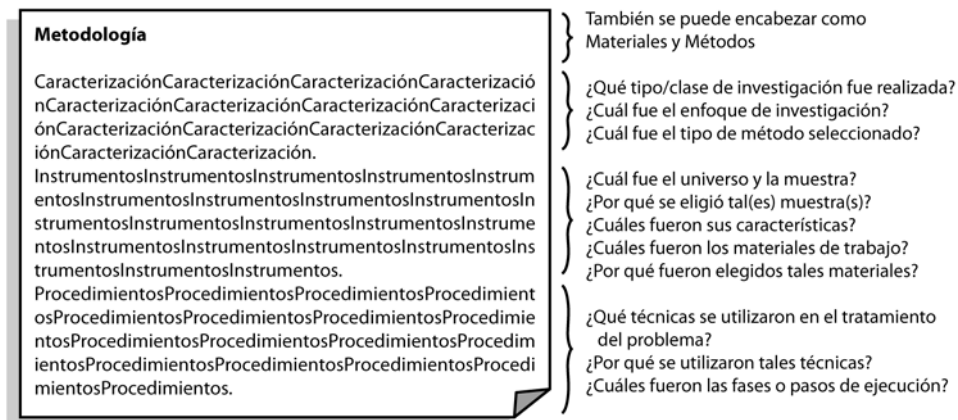 Metodología
CaracterizaciónCaracterizaciónCaracterizaciónCaracterizació
nCaracterizaciónCaracterizaciónCaracterizaciónCaracterizaci
ónCaracterizaciónCaracterizaciónCaracterizaciónCaracterizac
iónCaracterizaciónCaracterización.
InstrumentosInstrumentosInstrumentosInstrumentosInstrum
entosInstrumentosInstrumentosInstrumentosInstrumentosIn
strumentosInstrumentosInstrumentosInstrumentosInstrume
ntosInstrumentosInstrumentosInstrumentosInstrumentosIns
trumentosInstrumentosInstrumentos.
ProcedimientosProcedimientosProcedimientosProcedimient
osProcedimientosProcedimientosProcedimientosProcedimie
ntosProcedimientosProcedimientosProcedimientosProcedim
ientosProcedimientosProcedimientosProcedimientosProcedi
mientosProcedimientos.
También se puede encabezar como
Materiales y Métodos
¿Qué tipo/clase de investigación fue realizada?
¿Cuál fue el enfoque de investigación?
¿Cuál fue el tipo de método seleccionado?
¿Cuál fue el universo y la muestra?
¿Por qué se eligió tal(es) muestra(s)?
¿Cuáles fueron sus características?
¿Cuáles fueron los materiales de trabajo?
¿Por qué fueron elegidos tales materiales?
¿Qué técnicas se utilizaron en el tratamiento
del problema?
¿Por qué se utilizaron tales técnicas?
¿Cuáles fueron las fases o pasos de ejecución?